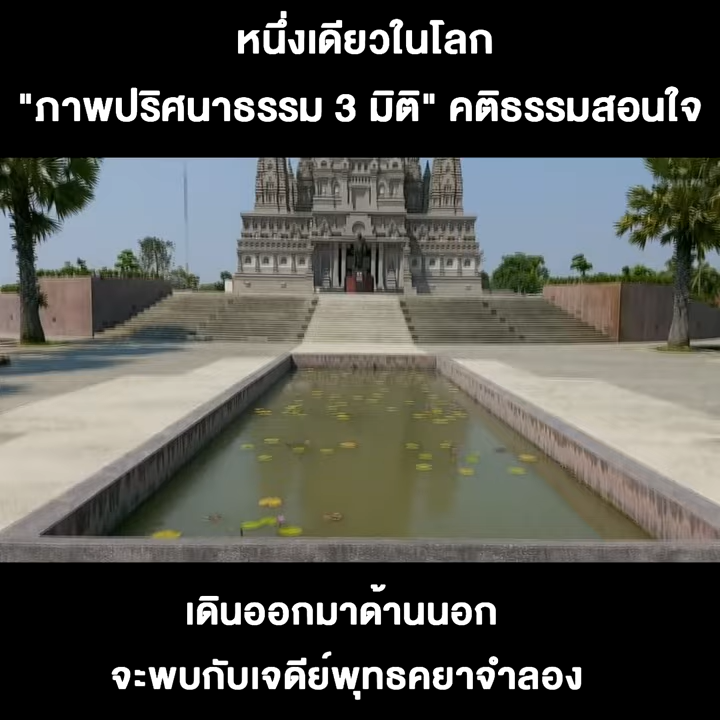 หนึ่งเดียวในโลก
"ภาพปริศนาธรรม 3 มิติ" คติธรรมสอนใจ
เดินออกมาด้านนอก
จะพบกับเจดีย์พุทธคยาจำลอง